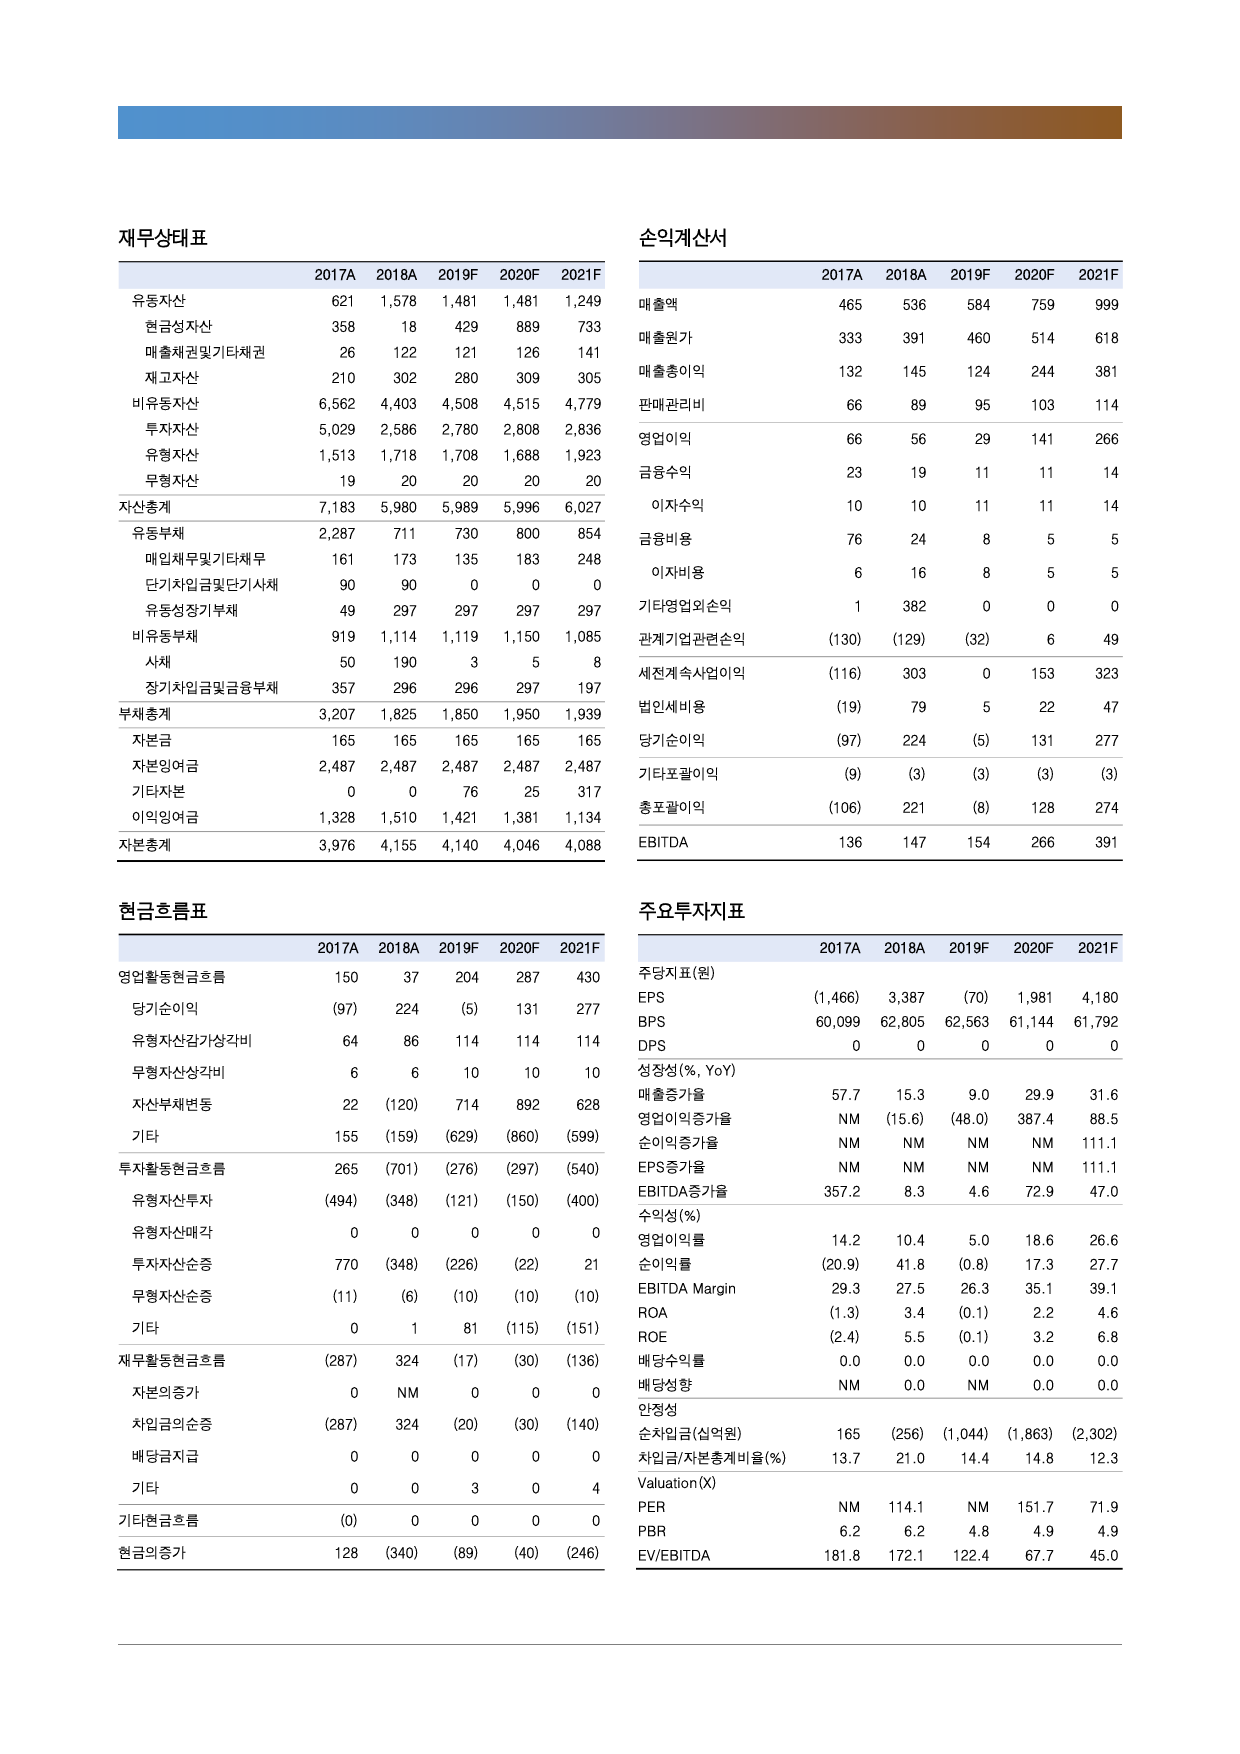 재무상태표
2017A 2018A 2019F 2020F 2021F
유동자산 621 1,578 1,481 1,481 1,249
현금성자산 358 18 429 889 733
매출채권및기타채권 26 122 121 126 141
재고자산 210 302 280 309 305
비유동자산 6,562 4,403 4,508 4,515 4,779
투자자산 5,029 2,586 2,780 2,808 2,836
유형자산 1,513 1,718 1,708 1,688 1,923
무형자산 19 20 20 20 20
자산총계 7,183 5,980 5,989 5,996 6,027
유동부채 2,287 711 730 800 854
매입채무및기타채무 161 173 135 183 248
단기차입금및단기사채 90 90 0 0 0
유동성장기부채 49 297 297 297 297
비유동부채 919 1,114 1,119 1,150 1,085
사채 50 190 3 5 8
장기차입금및금융부채 357 296 296 297 197
부채총계 3,207 1,825 1,850 1,950 1,939
자본금 165 165 165 165 165
자본잉여금 2,487 2,487 2,487 2,487 2,487
기타자본 0 0 76 25 317
이익잉여금 1,328 1,510 1,421 1,381 1,134
자본총계 3,976 4,155 4,140 4,046 4,088
손익계산서
2017A 2018A 2019F 2020F 2021F
매출액 465 536 584 759 999
매출원가 333 391 460 514 618
매출총이익 132 145 124 244 381
판매관리비 66 89 95 103 114
영업이익 66 56 29 141 266
금융수익 23 19 11 11 14
이자수익 10 10 11 11 14
금융비용 76 24 8 5 5
이자비용 6 16 8 5 5
기타영업외손익 1 382 0 0 0
관계기업관련손익 (130) (129) (32) 6 49
세전계속사업이익 (116) 303 0 153 323
법인세비용 (19) 79 5 22 47
당기순이익 (97) 224 (5) 131 277
기타포괄이익 (9) (3) (3) (3) (3)
총포괄이익 (106) 221 (8) 128 274
EBITDA 136 147 154 266 391
현금흐름표
2017A 2018A 2019F 2020F 2021F
영업활동현금흐름 150 37 204 287 430
당기순이익 (97) 224 (5) 131 277
유형자산감가상각비 64 86 114 114 114
무형자산상각비 6 6 10 10 10
자산부채변동 22 (120) 714 892 628
기타 155 (159) (629) (860) (599)
투자활동현금흐름 265 (701) (276) (297) (540)
유형자산투자 (494) (348) (121) (150) (400)
유형자산매각 0 0 0 0 0
투자자산순증 770 (348) (226) (22) 21
무형자산순증 (11) (6) (10) (10) (10)
기타 0 1 81 (115) (151)
재무활동현금흐름 (287) 324 (17) (30) (136)
자본의증가 0 NM 0 0 0
차입금의순증 (287) 324 (20) (30) (140)
배당금지급 0 0 0 0 0
기타 0 0 3 0 4
기타현금흐름 (0) 0 0 0 0
현금의증가 128 (340) (89) (40) (246)
주요투자지표
2017A 2018A 2019F 2020F 2021F
주당지표(원)
EPS (1,466) 3,387 (70) 1,981 4,180
BPS 60,099 62,805 62,563 61,144 61,792
DPS 0 0 0 0 0
성장성(%, YoY)
매출증가율 57.7 15.3 9.0 29.9 31.6
영업이익증가율 NM (15.6) (48.0) 387.4 88.5
순이익증가율 NM NM NM NM 111.1
EPS증가율 NM NM NM NM 111.1
EBITDA증가율 357.2 8.3 4.6 72.9 47.0
수익성(%)
영업이익률 14.2 10.4 5.0 18.6 26.6
순이익률 (20.9) 41.8 (0.8) 17.3 27.7
EBITDA Margin 29.3 27.5 26.3 35.1 39.1
ROA (1.3) 3.4 (0.1) 2.2 4.6
ROE (2.4) 5.5 (0.1) 3.2 6.8
배당수익률 0.0 0.0 0.0 0.0 0.0
배당성향 NM 0.0 NM 0.0 0.0
안정성
순차입금(십억원) 165 (256) (1,044) (1,863) (2,302)
차입금/자본총계비율(%) 13.7 21.0 14.4 14.8 12.3
Valuation(X)
PER NM 114.1 NM 151.7 71.9
PBR 6.2 6.2 4.8 4.9 4.9
EV/EBITDA 181.8 172.1 122.4 67.7 45.0